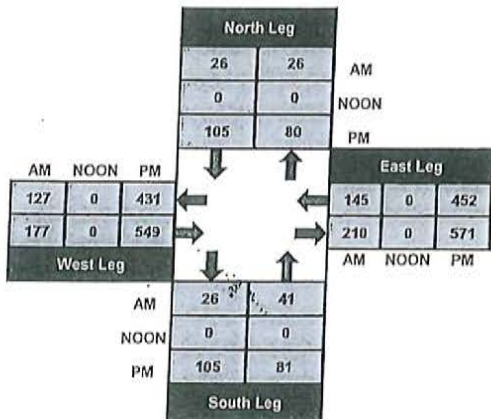 North Leg
26 26 AM
0 0 NOON
105 80 PM
AM NOON PM
East Leg
127 0 431
145 0 452
177 0 549
210 0 571
West Leg
AM NOON PM
AM 26 41
NOON 0 0
PM 105 81
South Leg